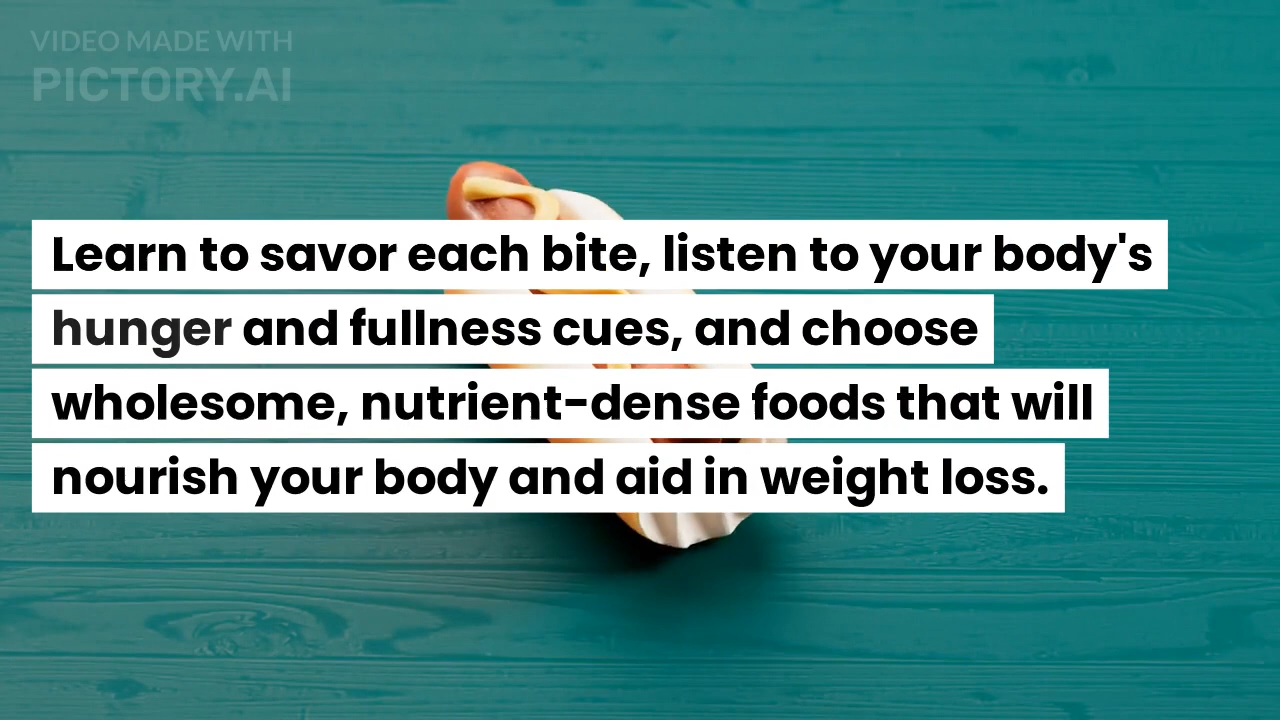 VIDEO MADE WITH
PICTORY.AI
Learn to savor each bite, listen to your body's
hunger and fullness cues, and choose
wholesome, nutrient-dense foods that will
nourish your body and aid in weight loss.